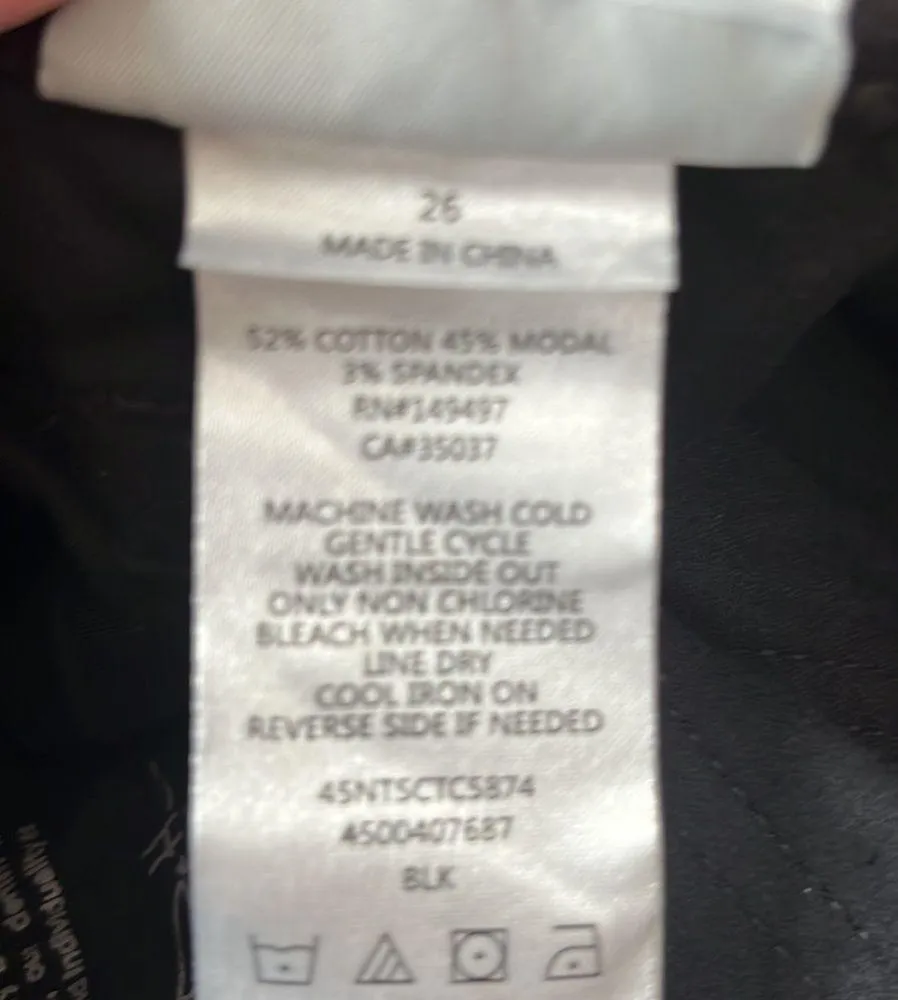 26
MADE IN CHINA
52% COTTON 45% MODAL
3% SPANDEX
RN#149497
CA#35037
MACHINE WASH COLD
GENTLE CYCLE
WASH INSIDE OUT
ONLY NON CHLORINE
BLEACH WHEN NEEDED
LINE DRY
COOL IRON ON
REVERSE SIDE IF NEEDED
45NTSCTC5874
4500407687
BLK